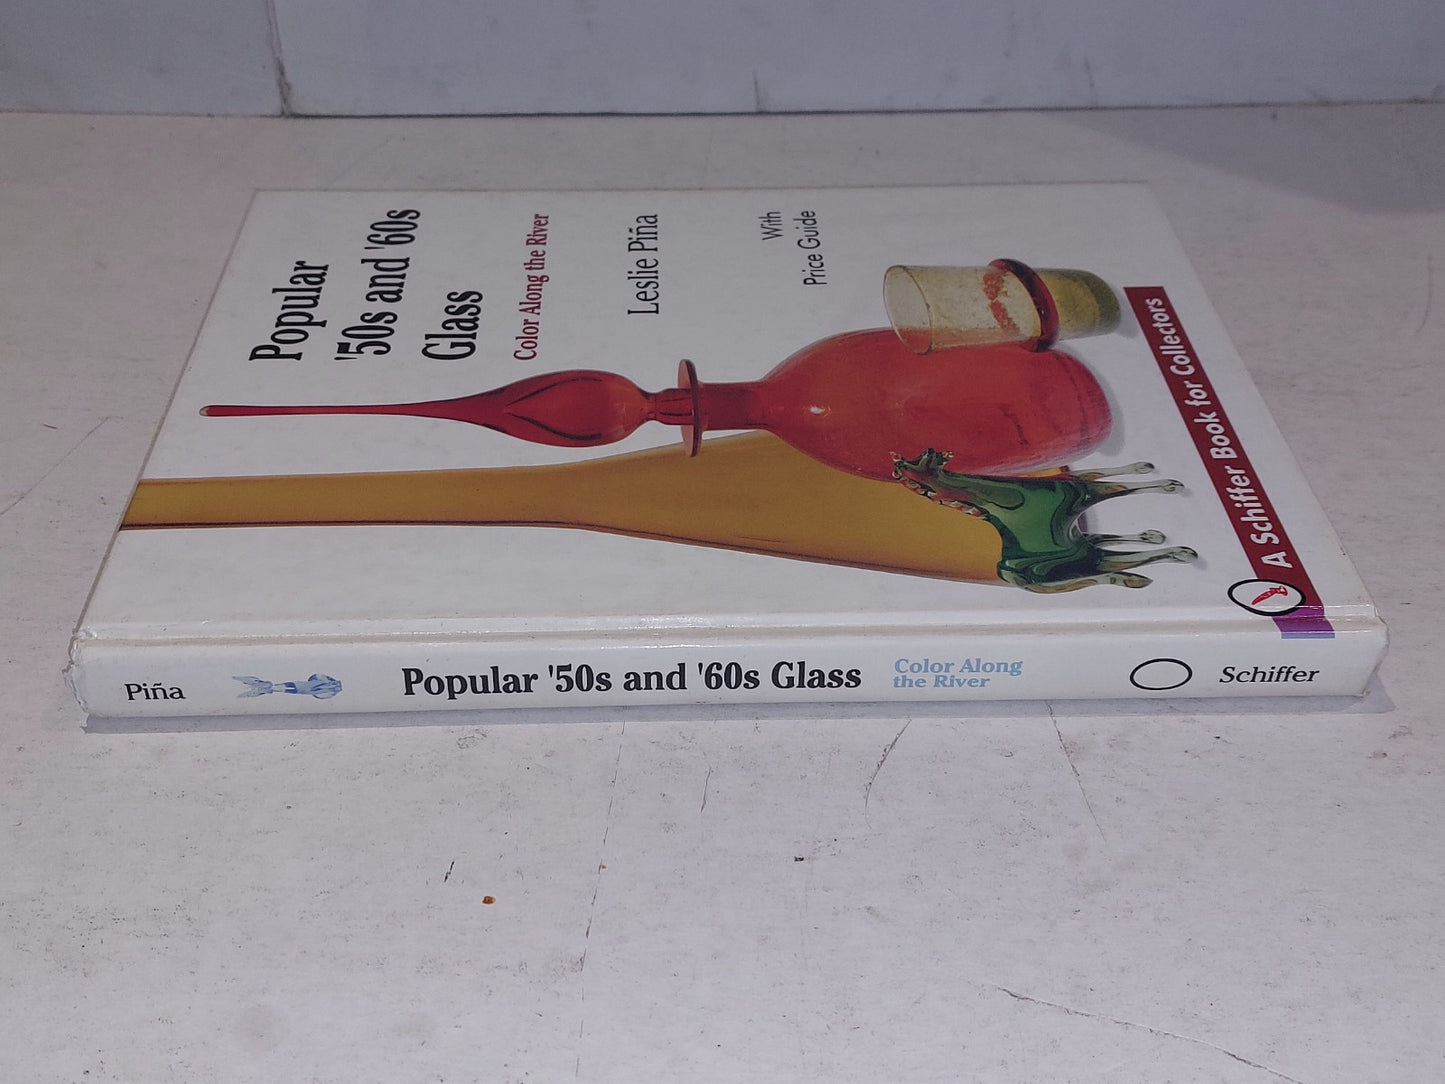 Popular
'50s and '60s
Glass
Color Along the River
Leslie Piña
With
Price Guide
A Schiffer Book for Collectors
Piña
Popular '50s and '60s Glass
Color Along
the River
Schiffer